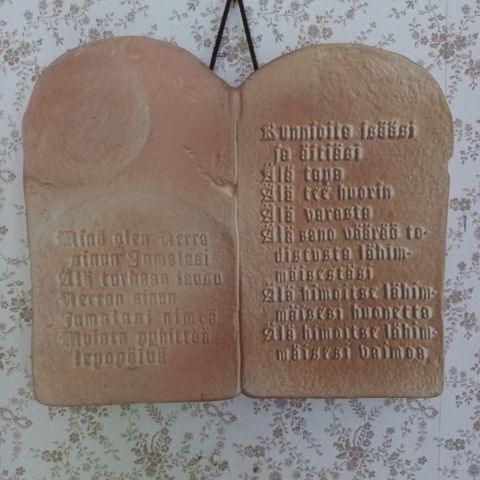 Minä olen Herra
sinun Jumalasi
Älä turhaan lausu
Herran sinun
Jumalasi nimeä
Muista pyhittää
lepopäivä
Kunnioita isääsi
ja äitiäsi
Älä tapa
Älä tee huorin
Älä varasta
Älä sano väärää to-
distusta lähim-
mäisestäsi
Älä himoitse lähim-
mäisesi huonetta
Älä himoitse lähim-
mäisesi vaimoa